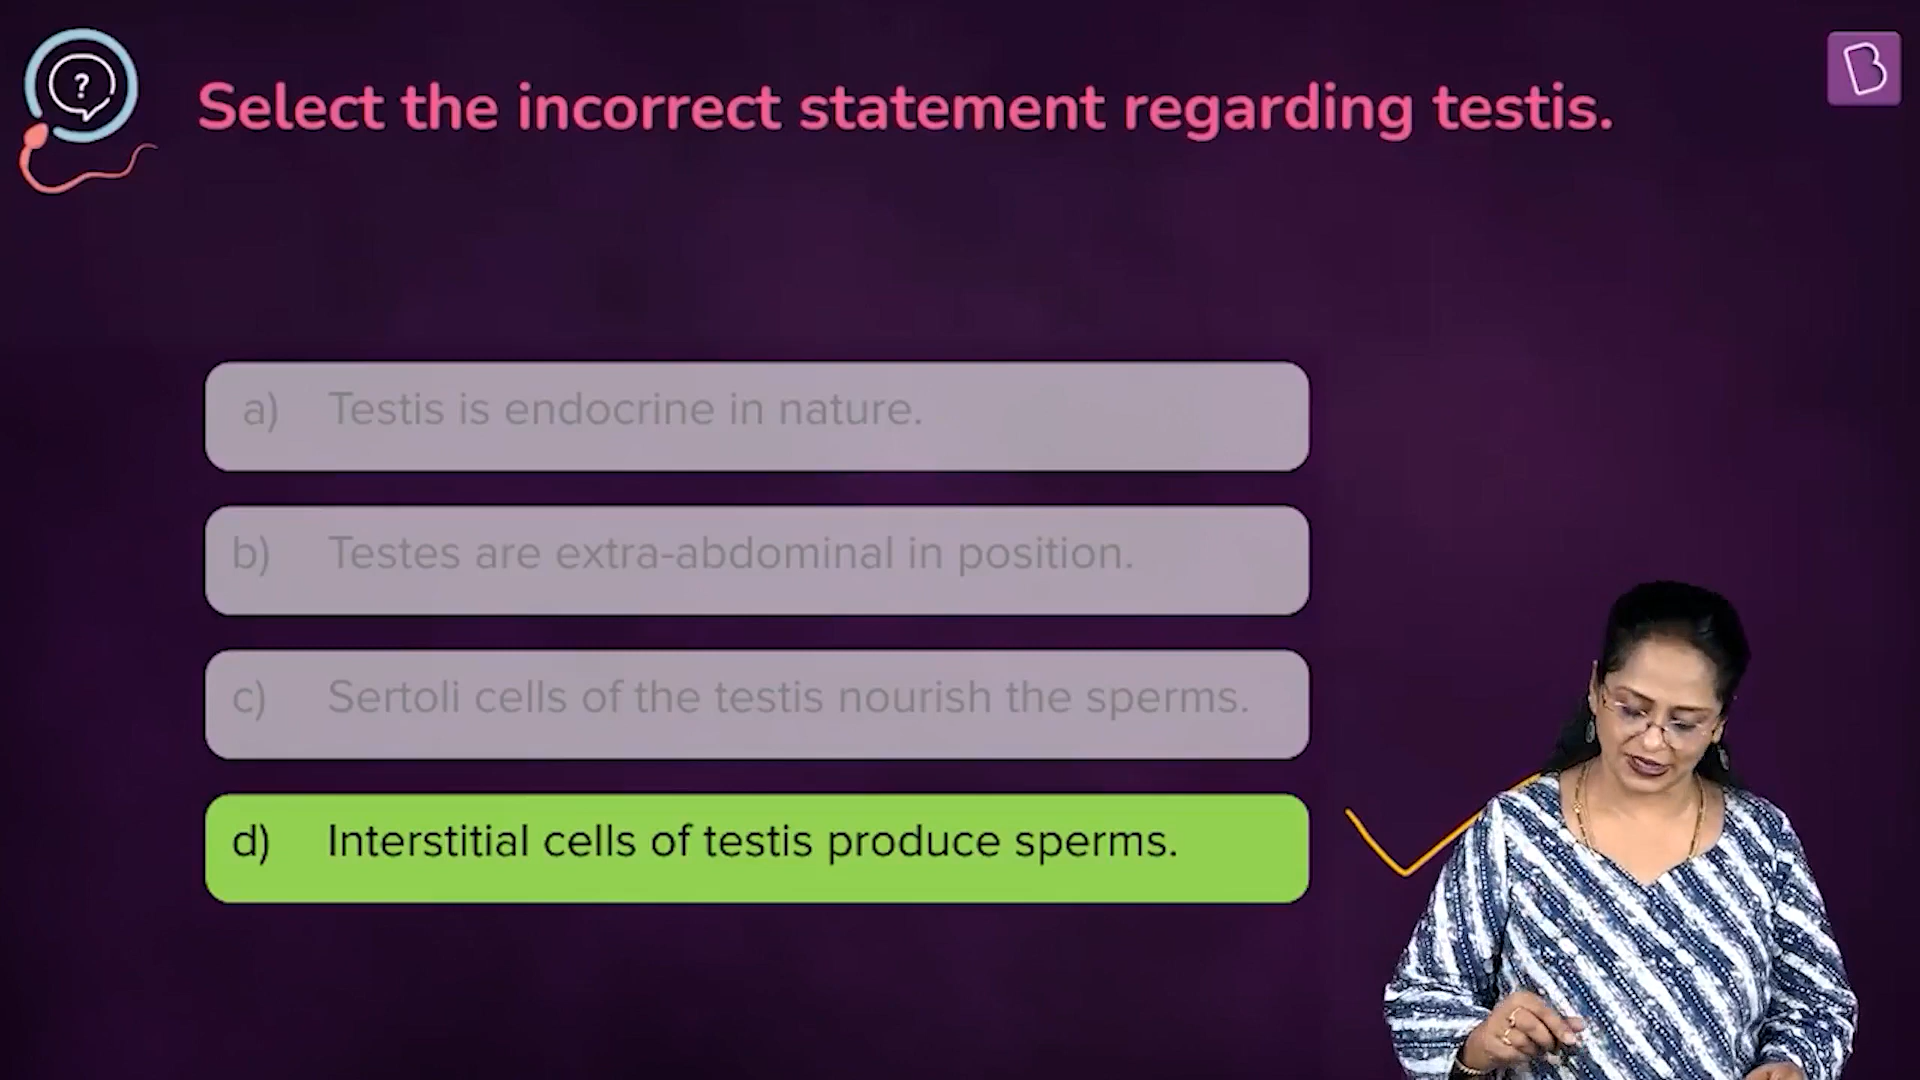 ?
Select the incorrect statement regarding testis.
B
a) Testis is endocrine in nature.
b) Testes are extra-abdominal in position.
c) Sertoli cells of the testis nourish the sperms.
d) Interstitial cells of testis produce sperms.